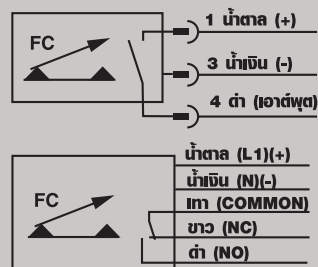 FC
1 น้ำตาล (+)
3 น้ำเงิน (-)
4 ดำ (เอาต์พุต)
FC
น้ำตาล (L1)(+)
น้ำเงิน (N)(-)
เทา (COMMON)
ขาว (NC)
ดำ (NO)